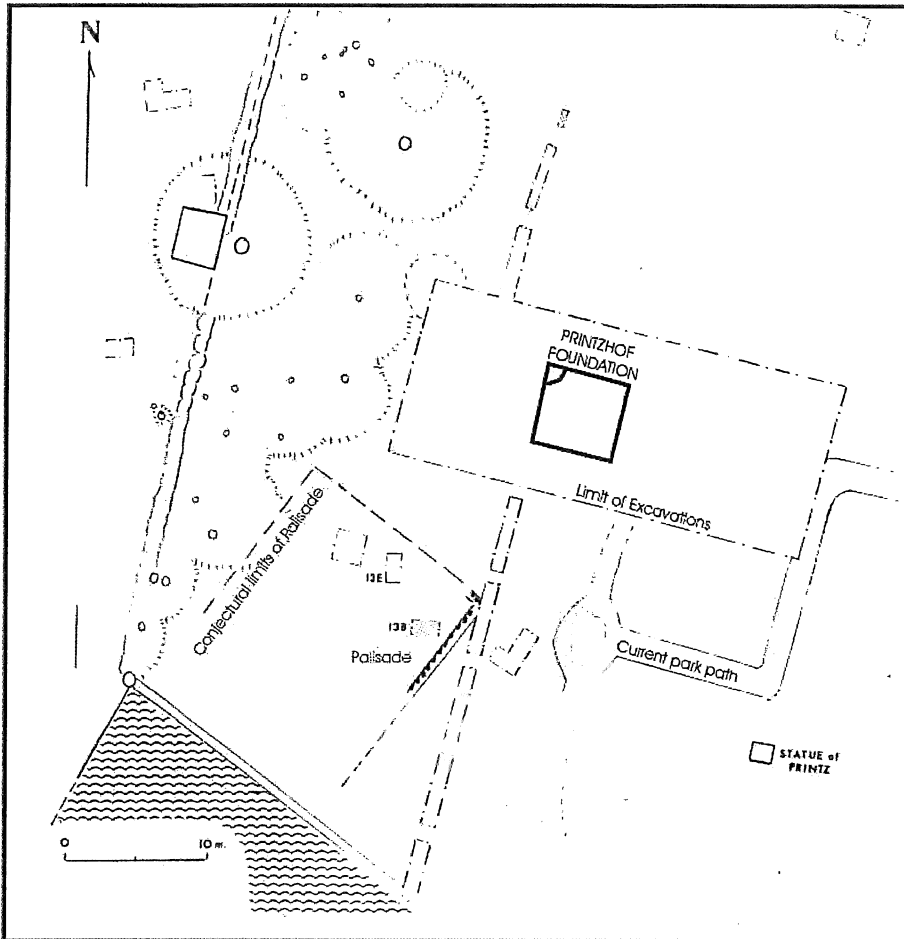 N
PRINTZHOF
FOUNDATION
Limit of Excavations
Conjectural limits of Palisade
13E
13B
Palisade
Current park path
STATUE of
PRINTZ
0
10 m.